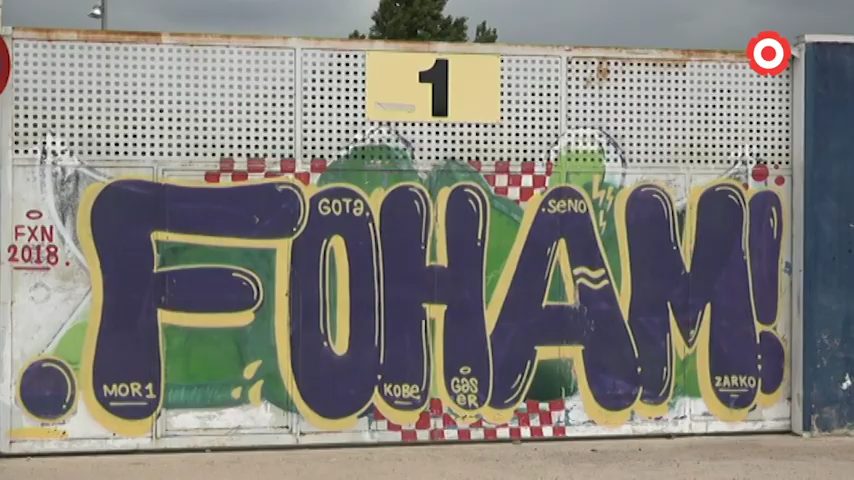 1
.FOHAM!
GOTA.
.SENO
FXN
2018.
MOR1
KOBE
GAS
ER
ZARKO